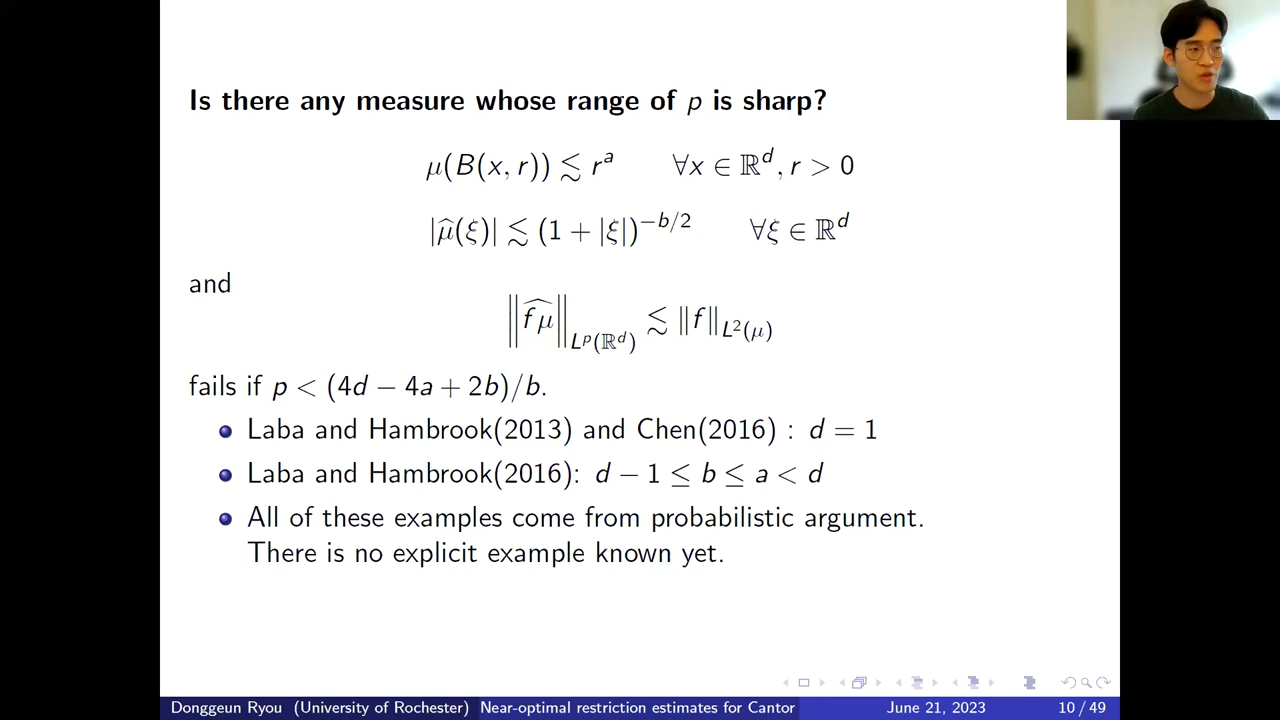 Is there any measure whose range of p is sharp?
μ(B(x, r)) ≲ r^a ∀x ∈ ℝ^d, r > 0
|μ̂(ξ)| ≲ (1 + |ξ|)^{−b/2} ∀ξ ∈ ℝ^d
and
‖f̂μ‖_{L^p(ℝ^d)} ≲ ‖f‖_{L^2(μ)}
fails if p < (4d − 4a + 2b)/b.
Laba and Hambrook(2013) and Chen(2016) : d = 1
Laba and Hambrook(2016): d − 1 ≤ b ≤ a < d
All of these examples come from probabilistic argument.
There is no explicit example known yet.
Donggeun Ryou (University of Rochester) Near-optimal restriction estimates for Cantor June 21, 2023 10 / 49